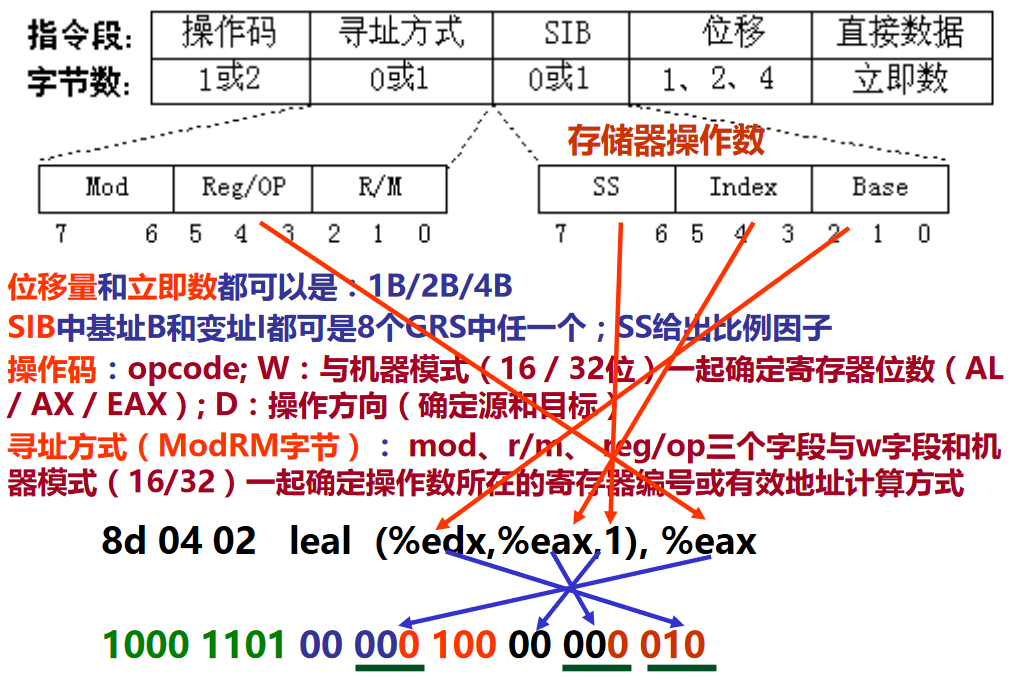 指令段: 操作码 寻址方式 SIB 位移 直接数据
字节数: 1或2 0或1 0或1 1、2、4 立即数
存储器操作数
Mod Reg/OP R/M SS Index Base
7 6 5 4 3 2 1 0 7 6 5 4 3 2 1 0
位移量和立即数都可以是：1B/2B/4B
SIB中基址B和变址I都可是8个GRS中任一个；SS给出比例因子
操作码：opcode; W：与机器模式（16 / 32位）一起确定寄存器位数（AL
/ AX / EAX）; D：操作方向（确定源和目标）
寻址方式（ModRM字节）： mod、r/m、 reg/op三个字段与w字段和机
器模式（16/32）一起确定操作数所在的寄存器编号或有效地址计算方式
8d 04 02 leal (%edx,%eax,1), %eax
1000 1101 00 000 100 00 000 010